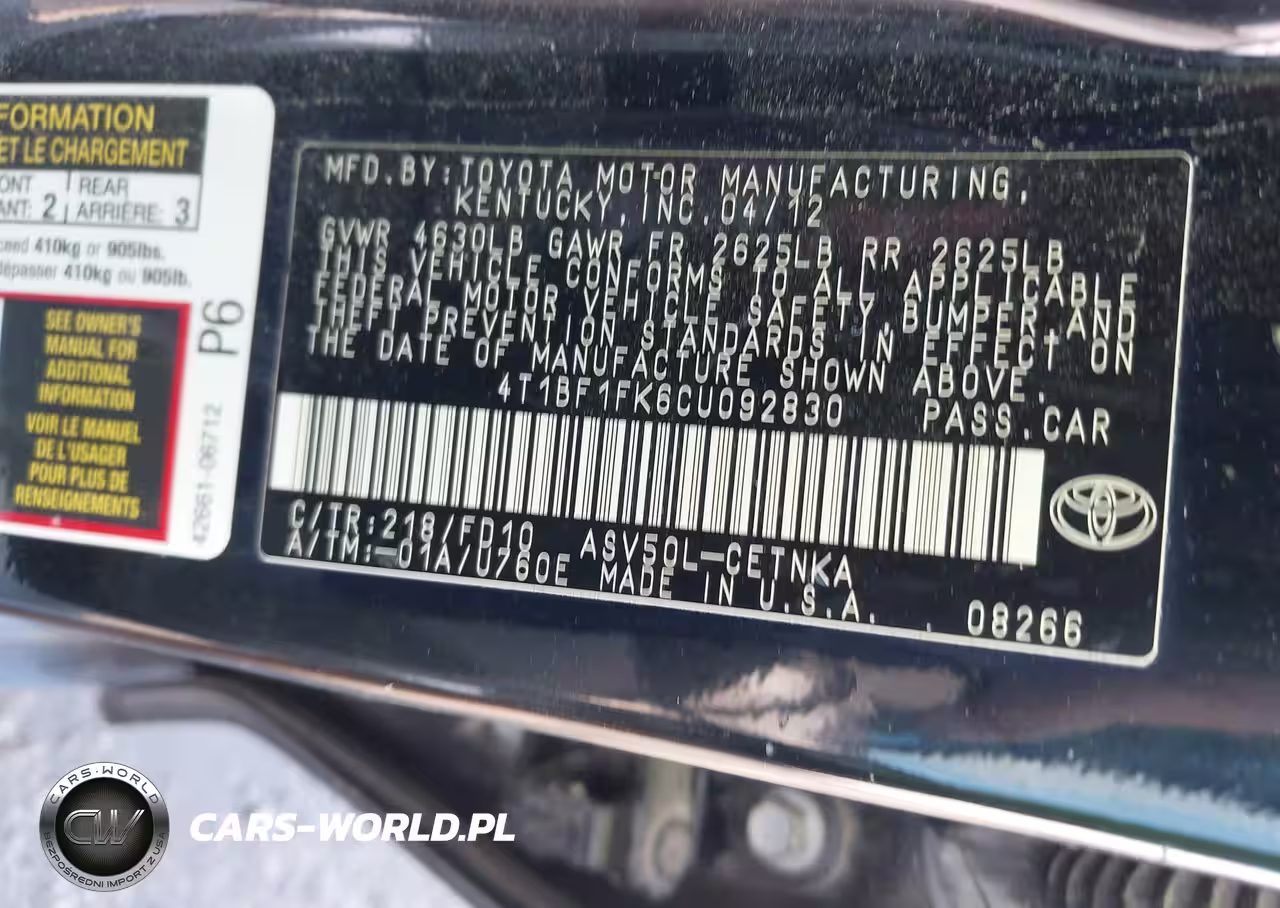 FORMATION
ET LE CHARGEMENT
ONT
ANT: 2
REAR
ARRIÈRE: 3
ceed 410kg or 905lbs.
dépasser 410kg ou 905lb.
SEE OWNER'S
MANUAL FOR
ADDITIONAL
INFORMATION
VOIR LE MANUEL
DE L'USAGER
POUR PLUS DE
RENSEIGNEMENTS
P6
42661-06712
MFD.BY:TOYOTA MOTOR MANUFACTURING,
KENTUCKY,INC.04/12
GVWR 4630LB GAWR FR 2625LB RR 2625LB
THIS VEHICLE CONFORMS TO ALL APPLICABLE
FEDERAL MOTOR VEHICLE SAFETY,BUMPER,AND
THEFT PREVENTION STANDARDS IN EFFECT ON
THE DATE OF MANUFACTURE SHOWN ABOVE.
4T1BF1FK6CU092830 PASS.CAR
C/TR:218/FD10 ASV50L-CETNKA
A/TM:-01A/U760E MADE IN U.S.A. . 08266
CARS-WORLD
CW
BEZPOŚREDNI IMPORT Z USA
CARS-WORLD.PL